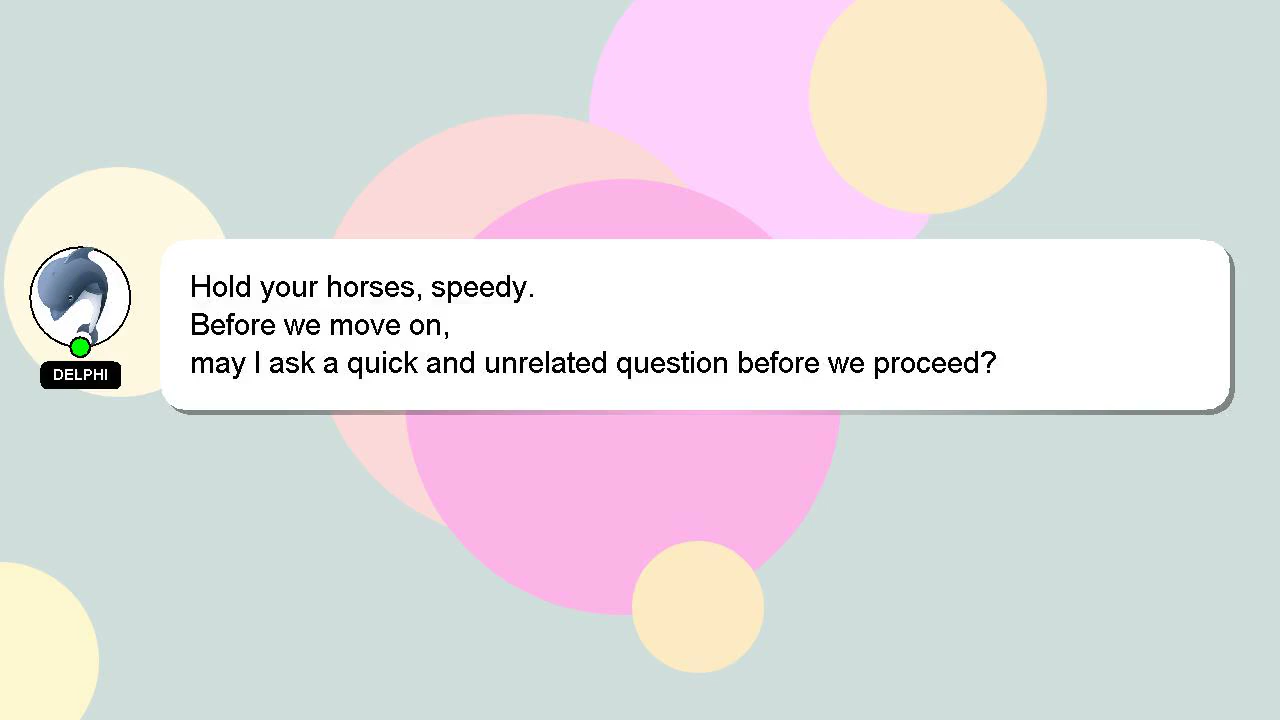 Hold your horses, speedy.
Before we move on,
may I ask a quick and unrelated question before we proceed?
DELPHI